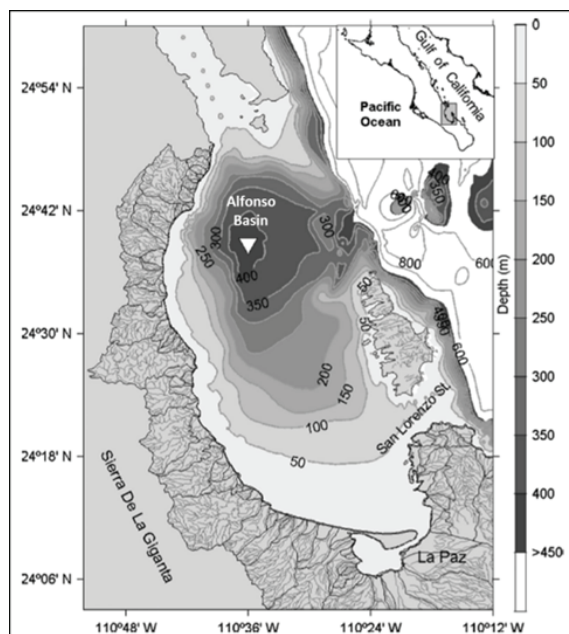 Gulf of California
Pacific
Ocean
24°54' N
24°42' N
24°30' N
24°18' N
24°06' N
Alfonso
Basin
300
250
400
350
300
350
800
600
50
50
600
200
150
100
50
San Lorenzo St.
Sierra De La Giganta
La Paz
110°48' W
110°36' W
110°24' W
110°12' W
0
50
100
150
200
250
300
350
400
>450
Depth (m)